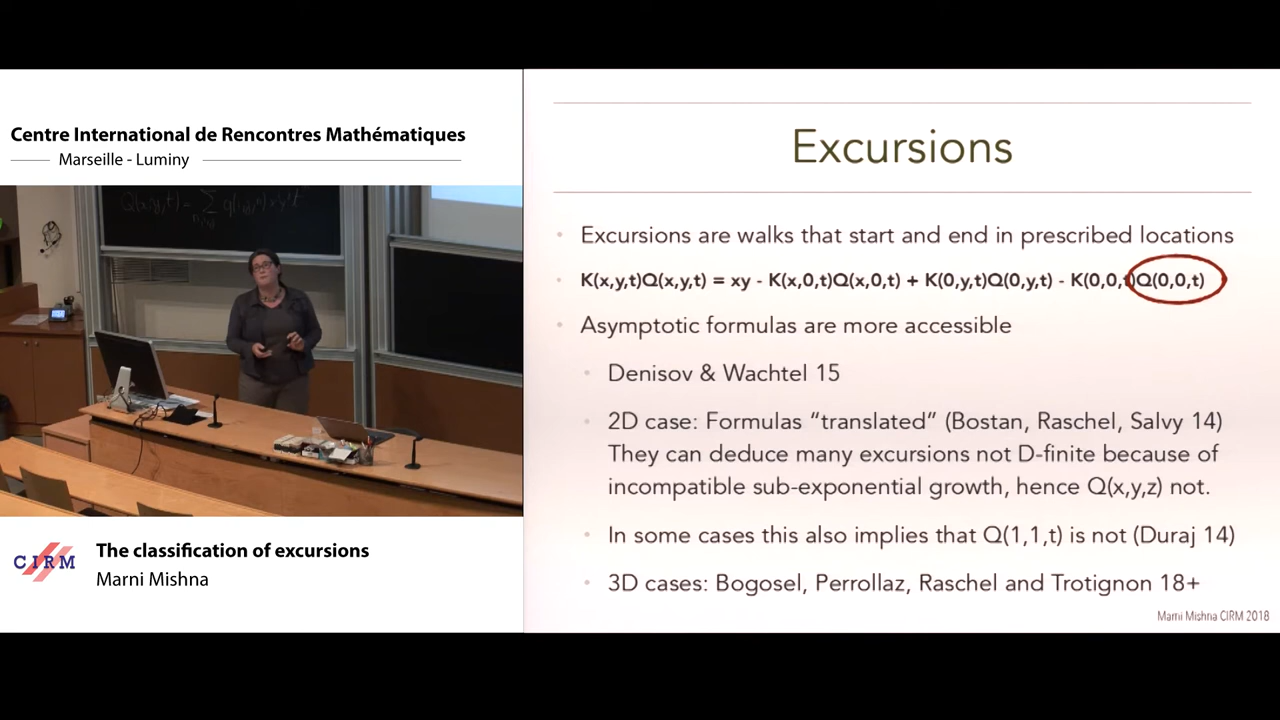 Centre International de Rencontres Mathématiques
Marseille - Luminy
Q(x,y,t) = Σ q(i,j,n) x y t
n,i,j
CIRM
The classification of excursions
Marni Mishna
Excursions
• Excursions are walks that start and end in prescribed locations
• K(x,y,t)Q(x,y,t) = xy - K(x,0,t)Q(x,0,t) + K(0,y,t)Q(0,y,t) - K(0,0,t)Q(0,0,t)
• Asymptotic formulas are more accessible
• Denisov & Wachtel 15
• 2D case: Formulas “translated” (Bostan, Raschel, Salvy 14)
They can deduce many excursions not D-finite because of
incompatible sub-exponential growth, hence Q(x,y,z) not.
• In some cases this also implies that Q(1,1,t) is not (Duraj 14)
• 3D cases: Bogosel, Perrollaz, Raschel and Trotignon 18+
Marni Mishna CIRM 2018